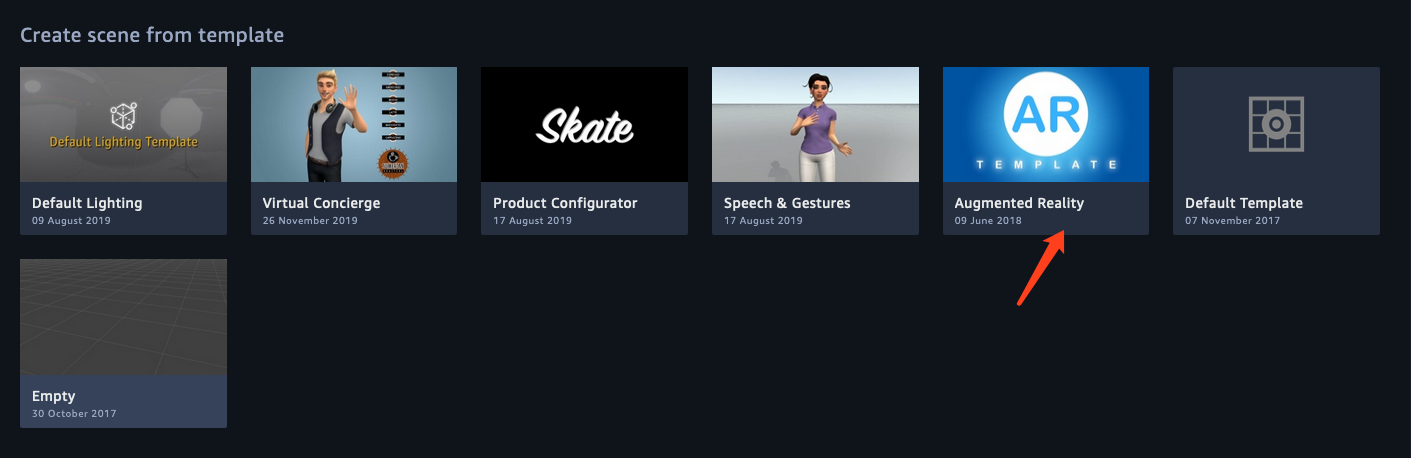 Create scene from template
Default Lighting Template
Default Lighting
09 August 2019
Virtual Concierge
26 November 2019
Skate
Product Configurator
17 August 2019
Speech & Gestures
17 August 2019
AR
TEMPLATE
Augmented Reality
09 June 2018
Default Template
07 November 2017
Empty
30 October 2017